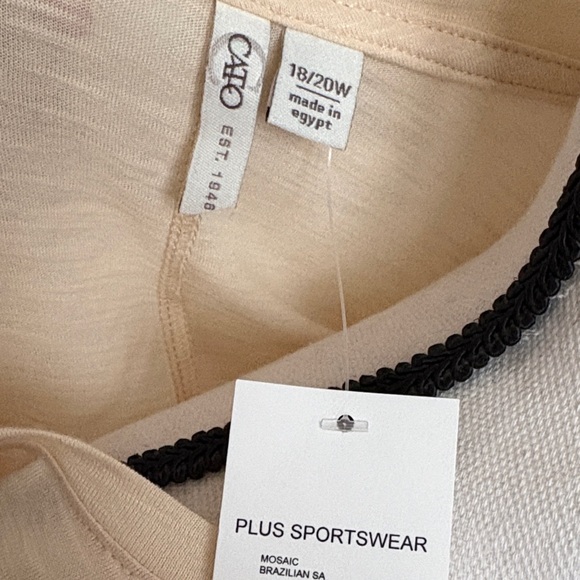 CATO
EST. 1946
18/20W
made in
egypt
PLUS SPORTSWEAR
MOSAIC
BRAZILIAN SA